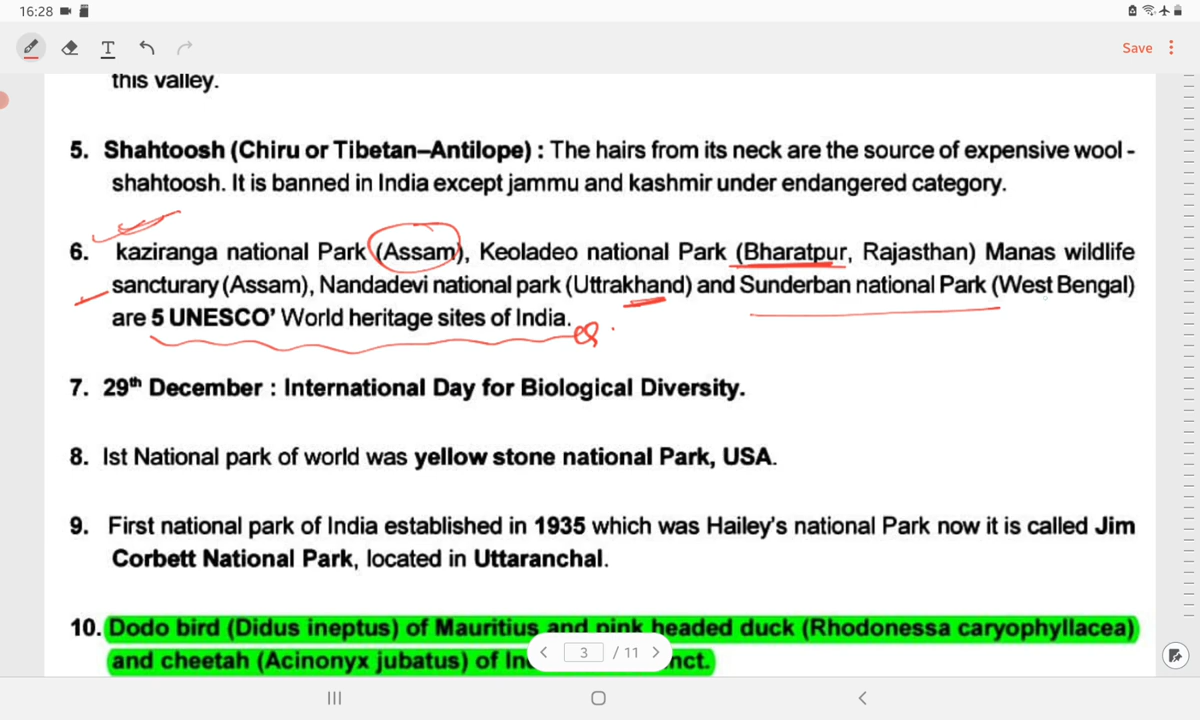 16:28
T
Save
this valley.
5. Shahtoosh (Chiru or Tibetan–Antilope) : The hairs from its neck are the source of expensive wool -
shahtoosh. It is banned in India except jammu and kashmir under endangered category.
6. kaziranga national Park (Assam), Keoladeo national Park (Bharatpur, Rajasthan) Manas wildlife
sancturary (Assam), Nandadevi national park (Uttrakhand) and Sunderban national Park (West Bengal)
are 5 UNESCO' World heritage sites of India.
7. 29th December : International Day for Biological Diversity.
8. Ist National park of world was yellow stone national Park, USA.
9. First national park of India established in 1935 which was Hailey's national Park now it is called Jim
Corbett National Park, located in Uttaranchal.
10. Dodo bird (Didus ineptus) of Mauritius and pink headed duck (Rhodonessa caryophyllacea)
and cheetah (Acinonyx jubatus) of
3 / 11